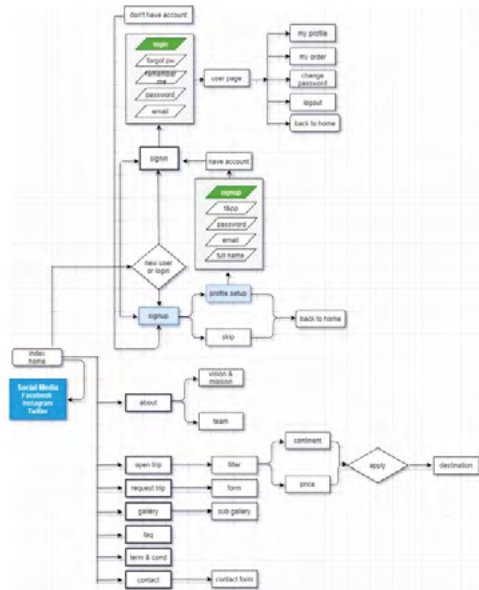 don't have account
login
forgot pw
remember
me
password
email
my profile
my order
user page
change
password
logout
back to home
signin
have account
signup
t&pp
password
email
full name
new user
or login
profile setup
signup
back to home
skip
index
home
Social Media
Facebook
Instagram
Twitter
vision &
mission
about
team
continent
open trip
filter
apply
destination
request trip
form
price
gallery
sub gallery
faq
term & cond
contact
contact form